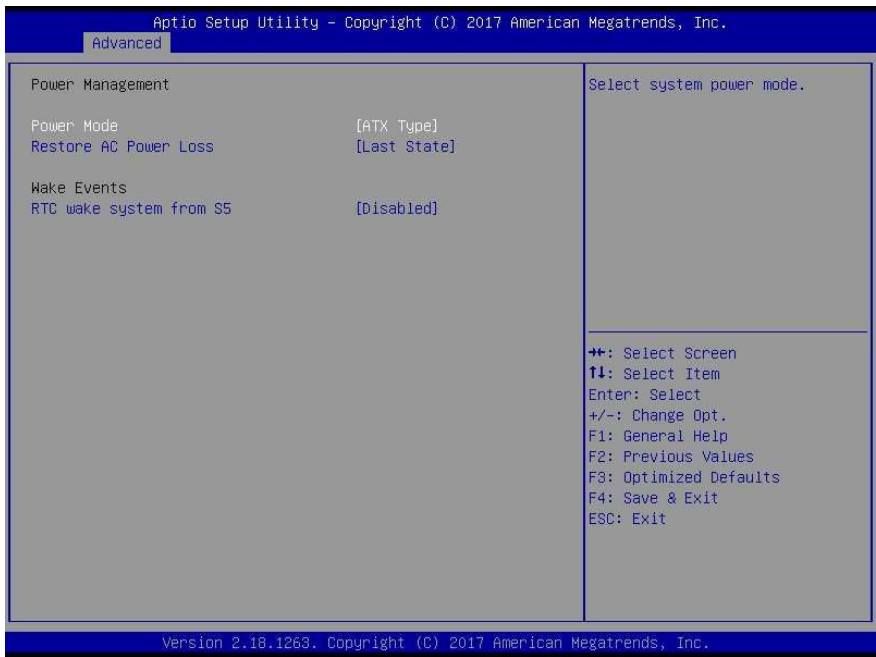 Aptio Setup Utility – Copyright (C) 2017 American Megatrends, Inc.
Advanced
Power Management
Power Mode [ATX Type]
Restore AC Power Loss [Last State]
Wake Events
RTC wake system from S5 [Disabled]
Select system power mode.
→←: Select Screen
↑↓: Select Item
Enter: Select
+/-: Change Opt.
F1: General Help
F2: Previous Values
F3: Optimized Defaults
F4: Save & Exit
ESC: Exit
Version 2.18.1263. Copyright (C) 2017 American Megatrends, Inc.